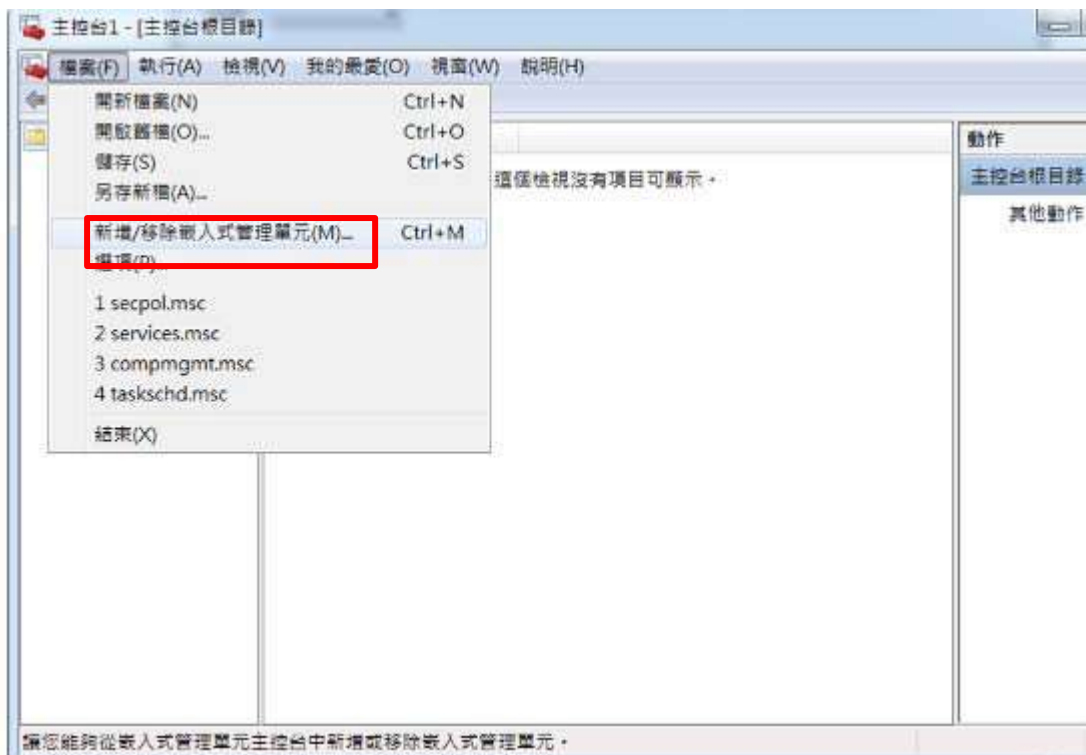 主控台1 - [主控台根目錄]
檔案(F) 執行(A) 檢視(V) 我的最愛(O) 視窗(W) 說明(H)
開新檔案(N) Ctrl+N
開啟舊檔(O)... Ctrl+O
儲存(S) Ctrl+S
另存新檔(A)...
新增/移除嵌入式管理單元(M)... Ctrl+M
選項(P)...
1 secpol.msc
2 services.msc
3 compmgmt.msc
4 taskschd.msc
結束(X)
這個檢視沒有項目可顯示。
動作
主控台根目錄
其他動作
讓您能夠從嵌入式管理單元主控台中新增或移除嵌入式管理單元。